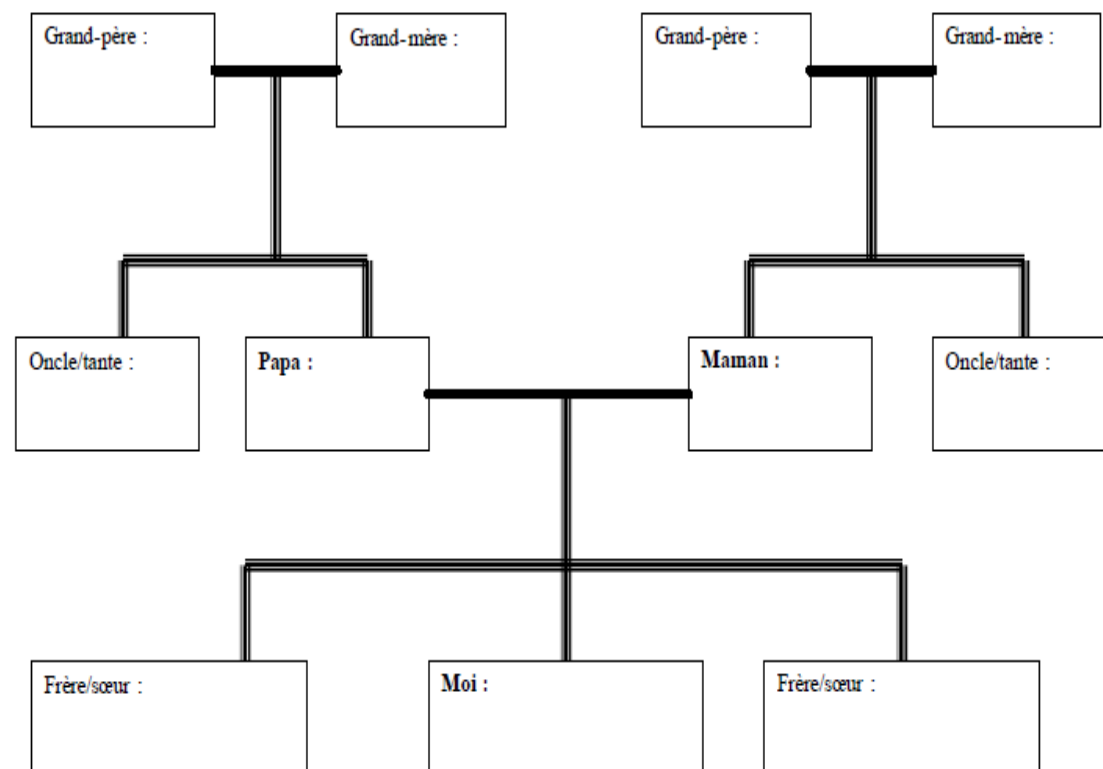 Grand-père :
Grand-mère :
Grand-père :
Grand-mère :
Oncle/tante :
Papa :
Maman :
Oncle/tante :
Frère/sœur :
Moi :
Frère/sœur :